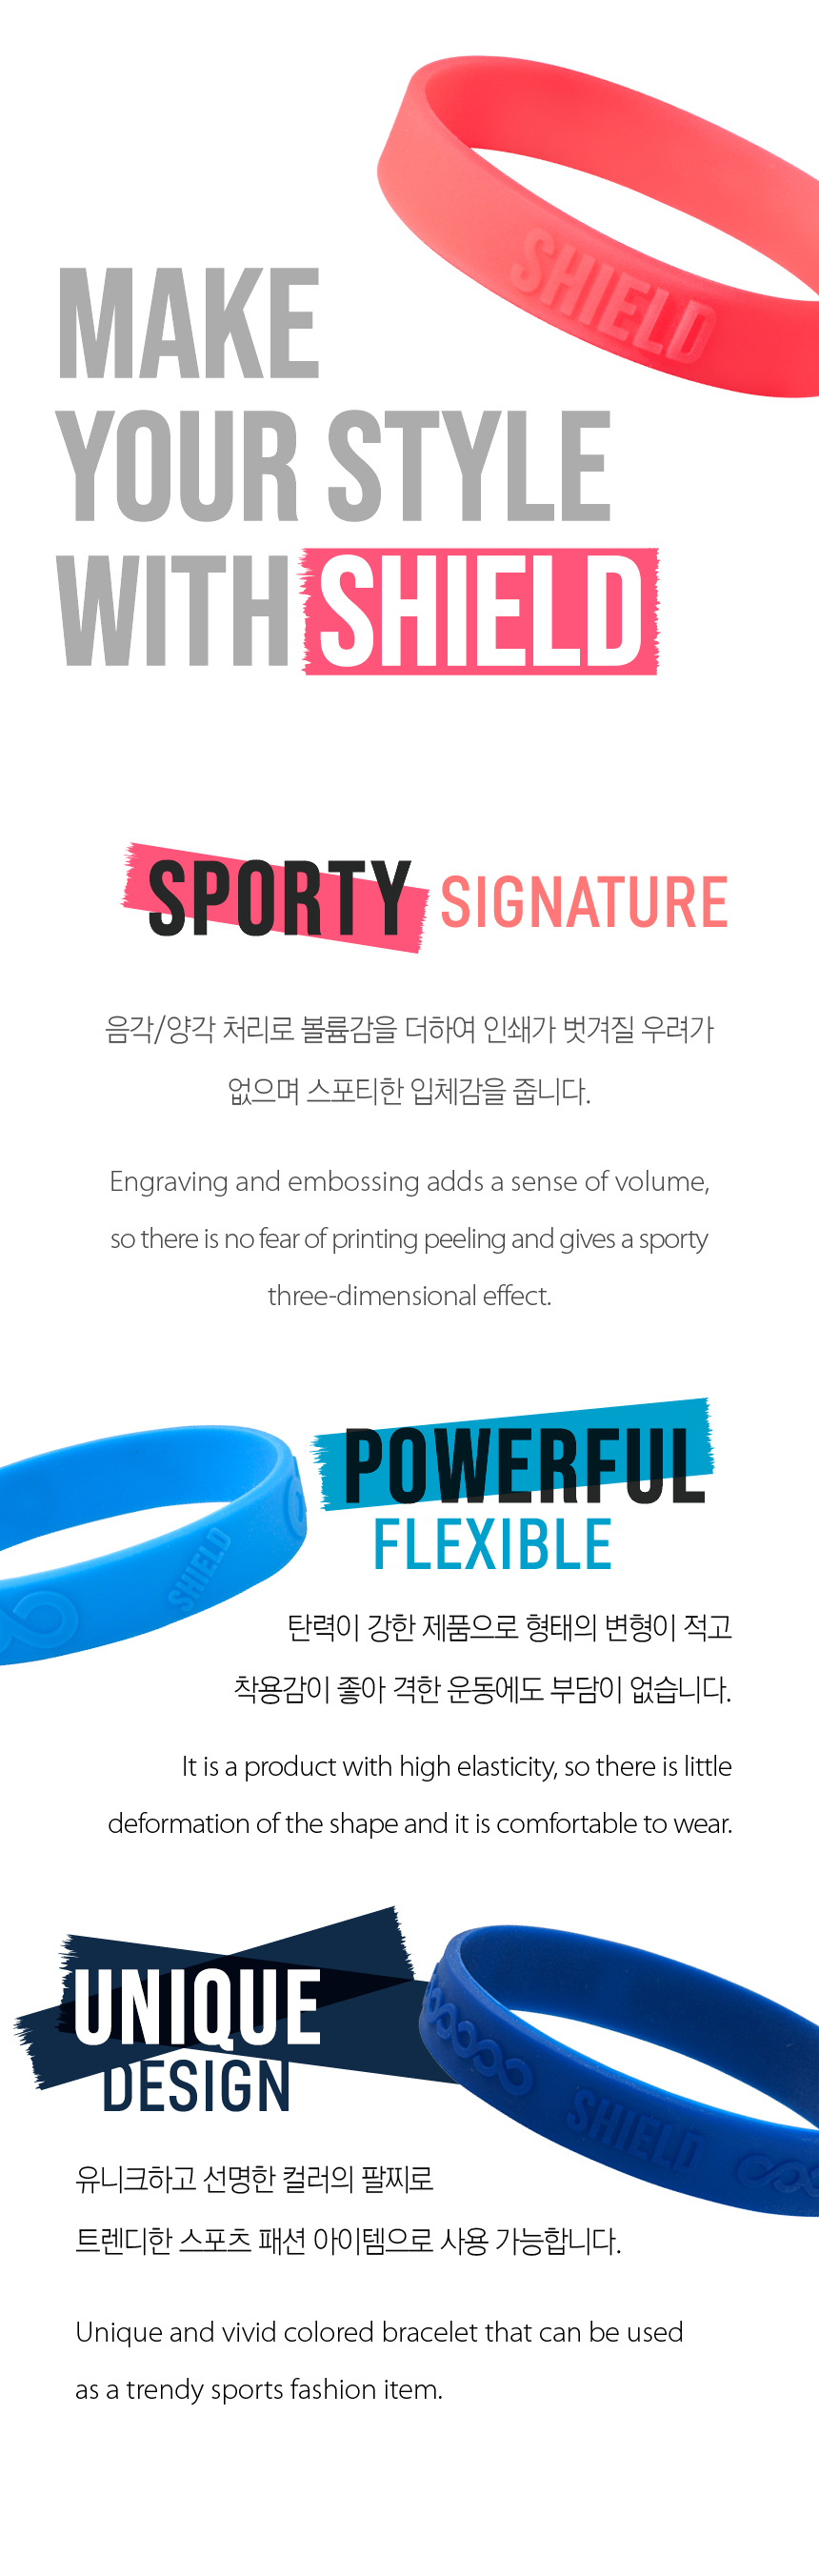 SHIELD
MAKE
YOUR STYLE
WITH SHIELD
SPORTY SIGNATURE
음각/양각 처리로 볼륨감을 더하여 인쇄가 벗겨질 우려가
없으며 스포티한 입체감을 줍니다.
Engraving and embossing adds a sense of volume,
so there is no fear of printing peeling and gives a sporty
three-dimensional effect.
POWERFUL
FLEXIBLE
SHIELD
탄력이 강한 제품으로 형태의 변형이 적고
착용감이 좋아 격한 운동에도 부담이 없습니다.
It is a product with high elasticity, so there is little
deformation of the shape and it is comfortable to wear.
UNIQUE
DESIGN
SHIELD
유니크하고 선명한 컬러의 팔찌로
트렌디한 스포츠 패션 아이템으로 사용 가능합니다.
Unique and vivid colored bracelet that can be used
as a trendy sports fashion item.